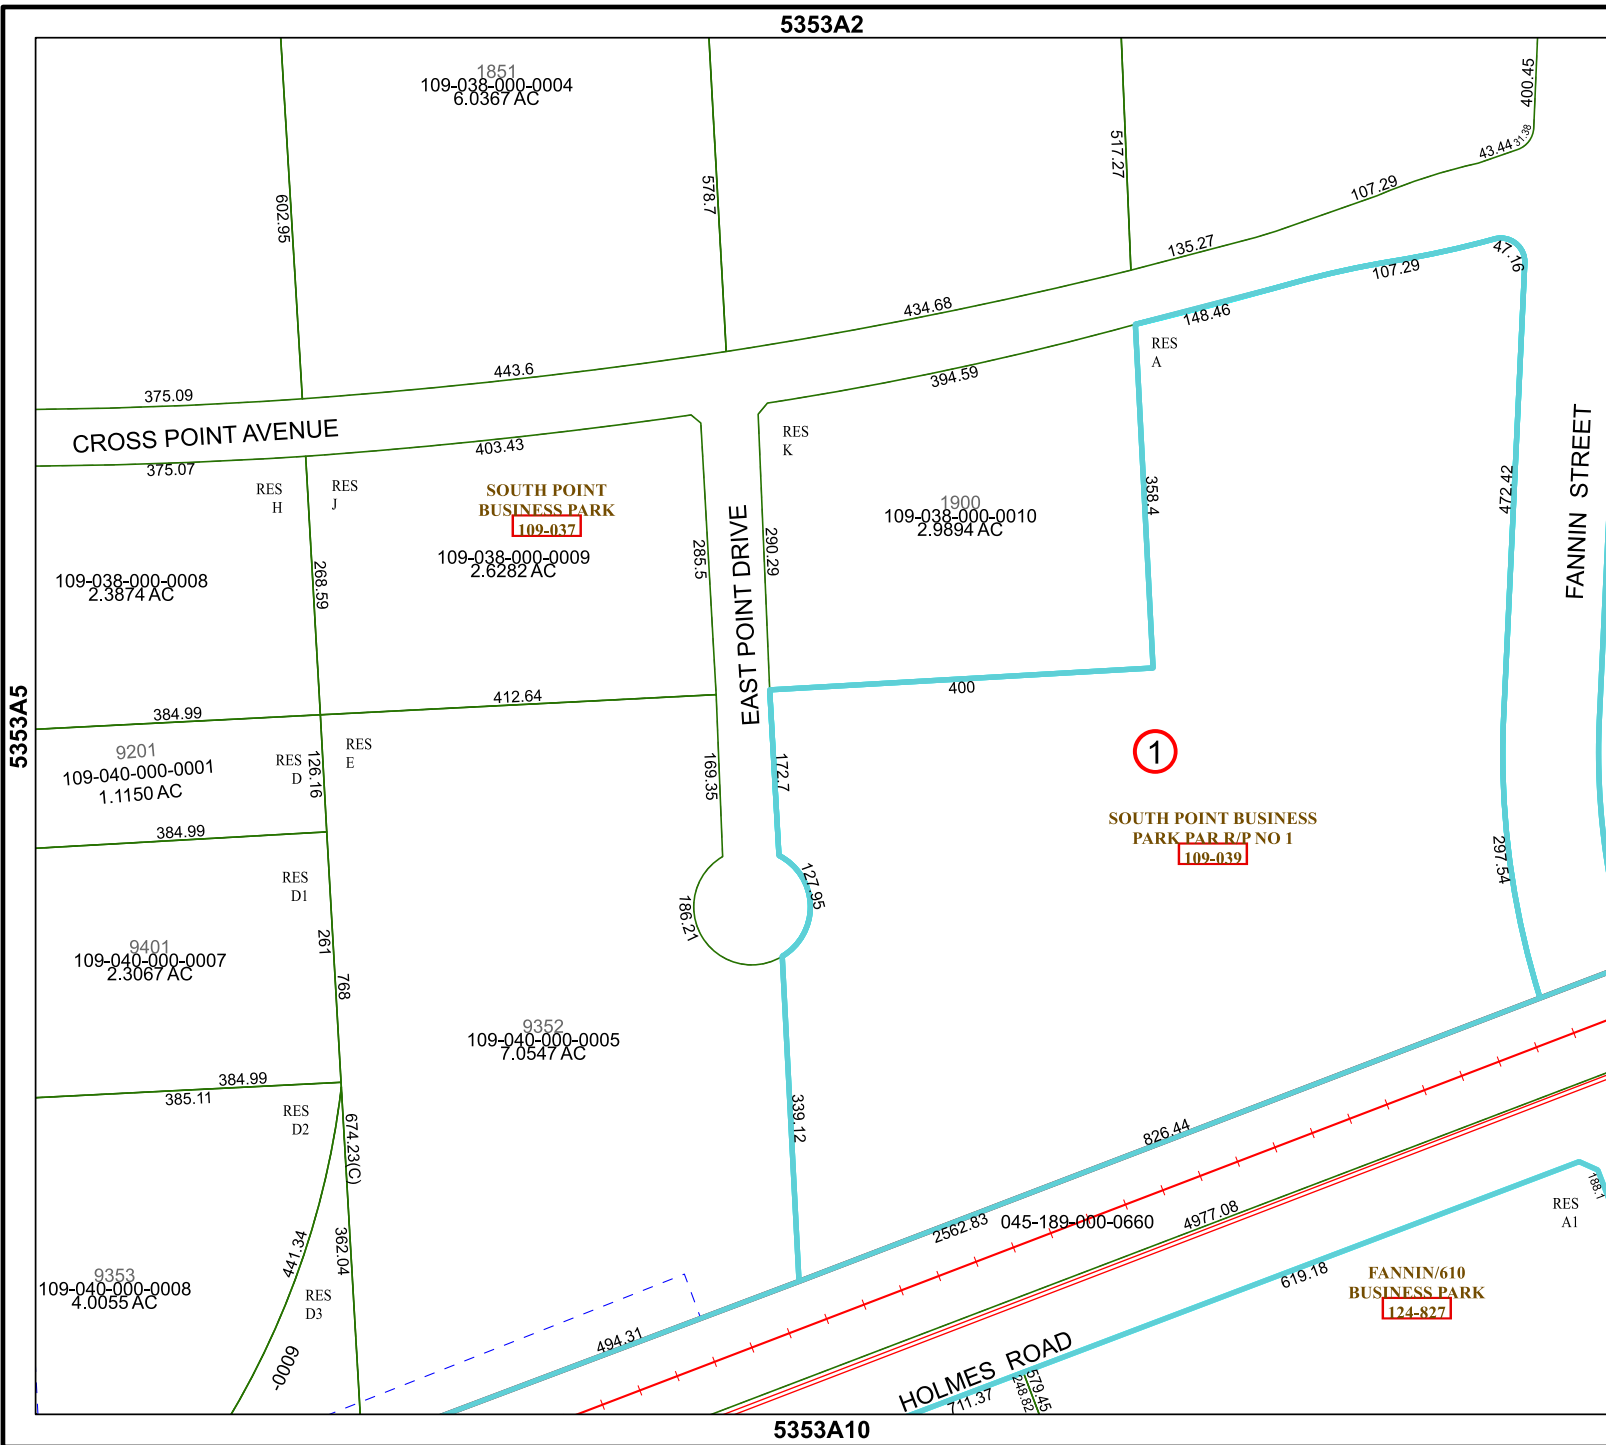 5353A2
1851
109-038-000-0004
6.0367 AC
400.45
31.38
43.44
517.27
578.7
602.95
107.29
135.27
47.16
107.29
434.68
148.46
RES
A
443.6
394.59
375.09
CROSS POINT AVENUE
403.43
375.07
RES
K
RES
H
RES
J
SOUTH POINT
BUSINESS PARK
109-037
109-038-000-0009
2.6282 AC
1900
109-038-000-0010
2.9894 AC
358.4
472.42
FANNIN STREET
109-038-000-0008
2.3874 AC
268.59
285.5
EAST POINT DRIVE
290.29
400
412.64
384.99
5353A5
9201
109-040-000-0001
1.1150 AC
RES
D
126.16
RES
E
169.35
172.7
1
SOUTH POINT BUSINESS
PARK PAR R/P NO 1
109-039
297.54
384.99
RES
D1
127.95
186.21
9401
109-040-000-0007
2.3067 AC
261
768
9352
109-040-000-0005
7.0547 AC
384.99
385.11
RES
D2
674.23(C)
339.12
826.44
188.1
RES
A1
2562.83
045-189-000-0660
4977.08
441.34
362.04
9353
109-040-000-0008
4.0055 AC
RES
D3
619.18
FANNIN/610
BUSINESS PARK
124-827
494.31
-0009
HOLMES ROAD
711.37
248.82
579.45
5353A10